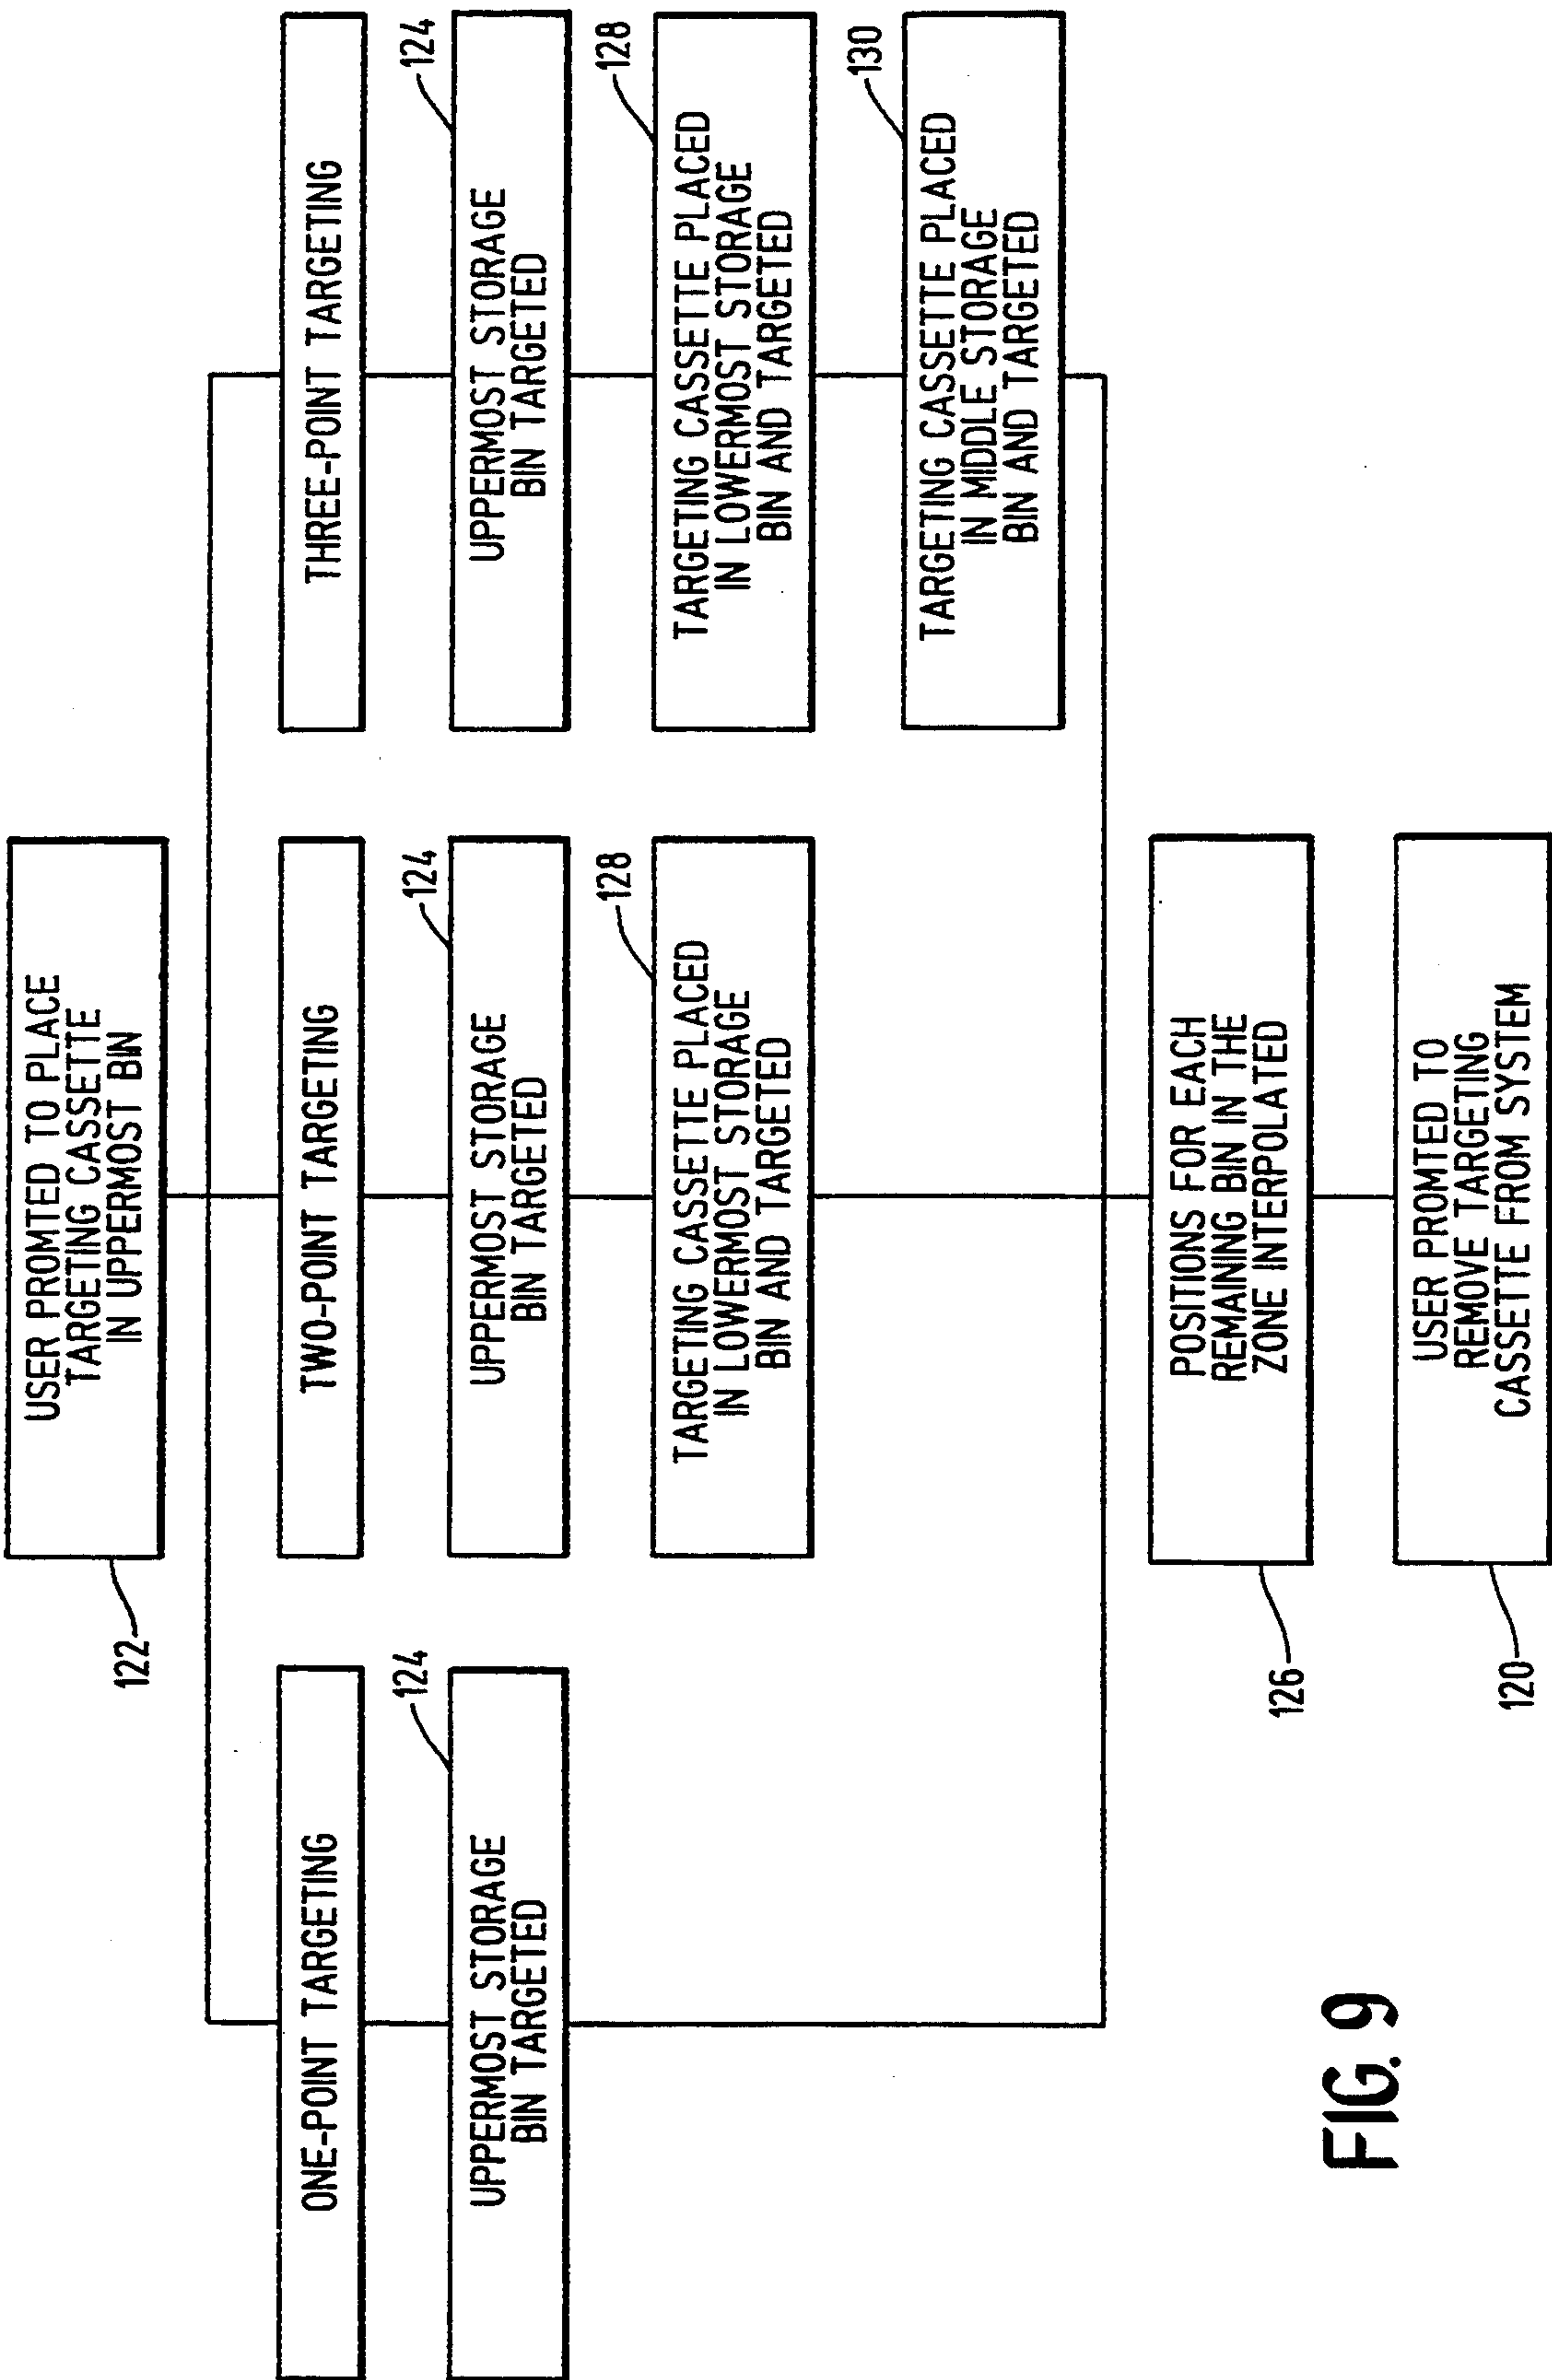 USER PROMTED TO PLACE
TARGETING CASSETTE
IN UPPERMOST BIN
122
ONE-POINT TARGETING
124
UPPERMOST STORAGE
BIN TARGETED
TWO-POINT TARGETING
124
UPPERMOST STORAGE
BIN TARGETED
128
TARGETING CASSETTE PLACED
IN LOWERMOST STORAGE
BIN AND TARGETED
THREE-POINT TARGETING
124
UPPERMOST STORAGE
BIN TARGETED
128
TARGETING CASSETTE PLACED
IN LOWERMOST STORAGE
BIN AND TARGETED
130
TARGETING CASSETTE PLACED
IN MIDDLE STORAGE
BIN AND TARGETED
POSITIONS FOR EACH
REMAINING BIN IN THE
ZONE INTERPOLATED
126
USER PROMTED TO
REMOVE TARGETING
CASSETTE FROM SYSTEM
120
FIG. 9